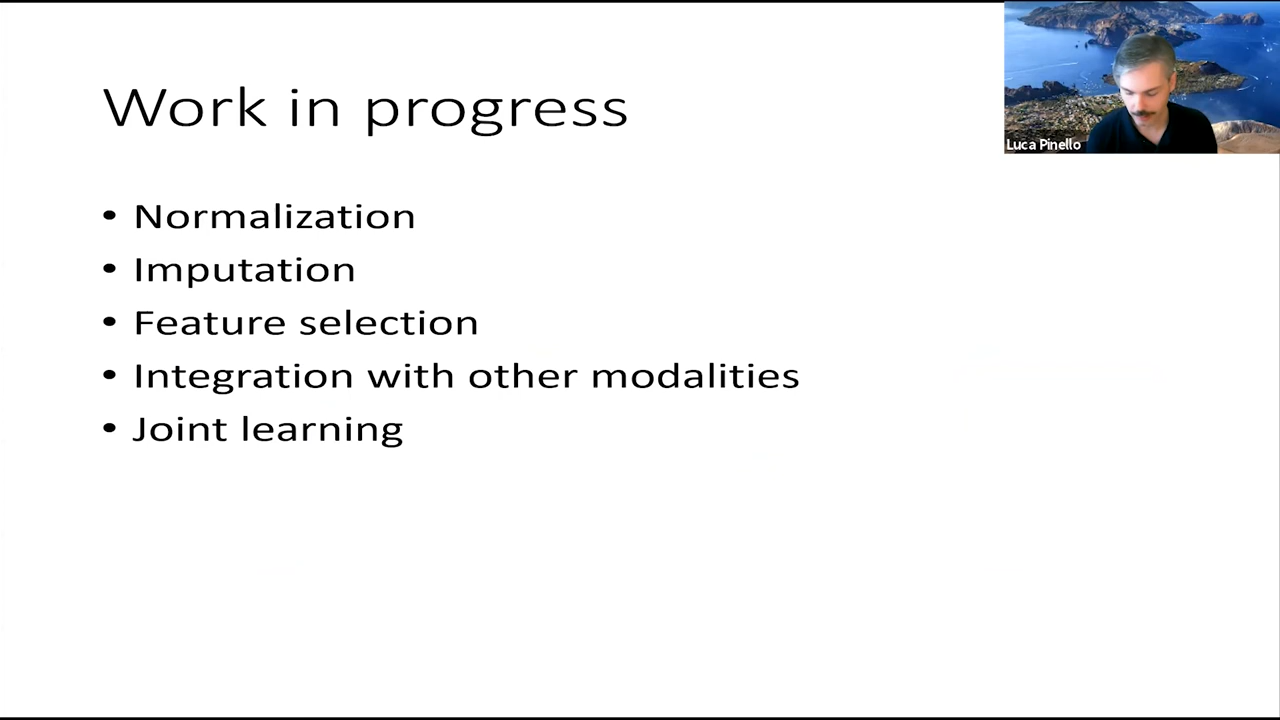 Work in progress
• Normalization
• Imputation
• Feature selection
• Integration with other modalities
• Joint learning
Luca Pinello